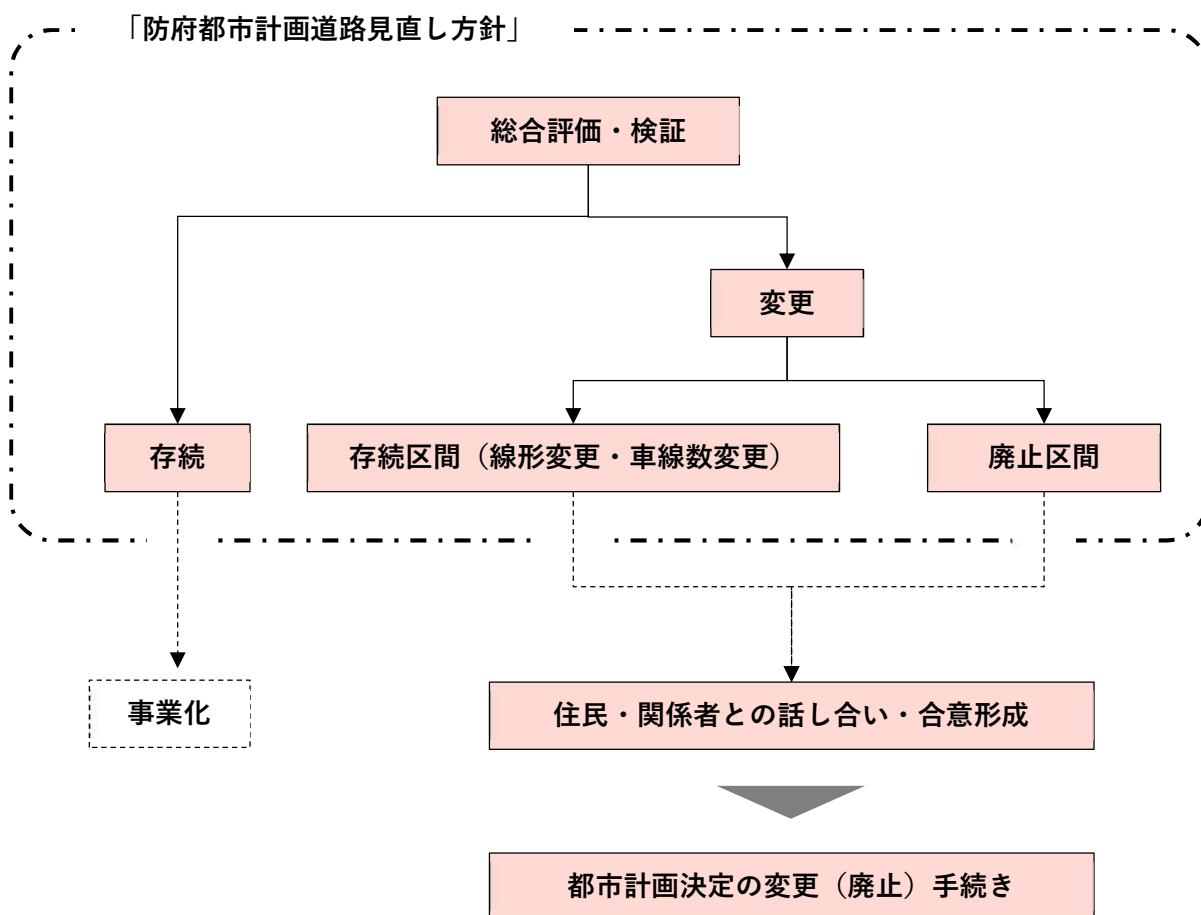 「防府都市計画道路見直し方針」
総合評価・検証
変更
存続
存続区間（線形変更・車線数変更）
廃止区間
事業化
住民・関係者との話し合い・合意形成
都市計画決定の変更（廃止）手続き